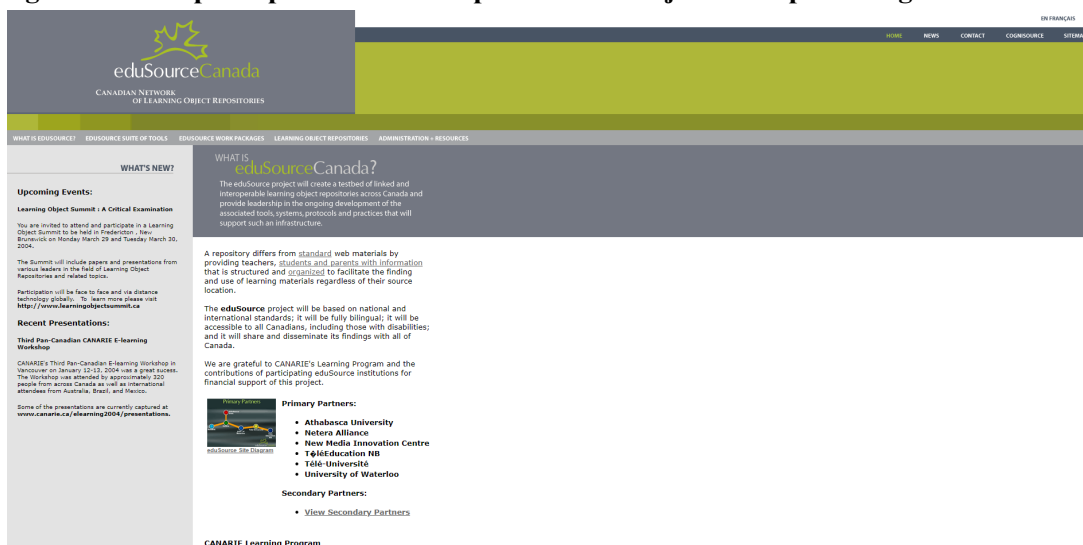 EN FRANÇAIS
HOME NEWS CONTACT COGNISOURCE SITEMA
eduSourceCanada
CANADIAN NETWORK
OF LEARNING OBJECT REPOSITORIES
WHAT IS EDUSOURCE? EDUSOURCE SUITE OF TOOLS EDUSOURCE WORK PACKAGES LEARNING OBJECT REPOSITORIES ADMINISTRATION + RESOURCES
WHAT'S NEW?
Upcoming Events:
Learning Object Summit : A Critical Examination
You are invited to attend and participate in a Learning
Object Summit to be held in Fredericton , New
Brunswick on Monday March 29 and Tuesday March 30,
2004.
The Summit will include papers and presentations from
various leaders in the field of Learning Object
Repositories and related topics.
Participation will be face to face and via distance
technology globally. To learn more please visit
http://www.learningobjectsummit.ca
Recent Presentations:
Third Pan-Canadian CANARIE E-learning
Workshop
CANARIE's Third Pan-Canadian E-learning Workshop in
Vancouver on January 12-13, 2004 was a great sucess.
The Workshop was attended by approximately 320
people from across Canada as well as international
attendees from Australia, Brazil, and Mexico.
Some of the presentations are currently captured at
www.canarie.ca/elearning2004/presentations.
WHAT IS
eduSourceCanada?
The eduSource project will create a testbed of linked and
interoperable learning object repositories across Canada and
provide leadership in the ongoing development of the
associated tools, systems, protocols and practices that will
support such an infrastructure.
A repository differs from standard web materials by
providing teachers, students and parents with information
that is structured and organized to facilitate the finding
and use of learning materials regardless of their source
location.
The eduSource project will be based on national and
international standards; it will be fully bilingual; it will be
accessible to all Canadians, including those with disabilities;
and it will share and disseminate its findings with all of
Canada.
We are grateful to CANARIE's Learning Program and the
contributions of participating eduSource institutions for
financial support of this project.
Primary Partners
eduSource Site Diagram
Primary Partners:
• Athabasca University
• Netera Alliance
• New Media Innovation Centre
• T�léEducation NB
• Télé-Université
• University of Waterloo
Secondary Partners:
• View Secondary Partners
CANARIE Learning Program